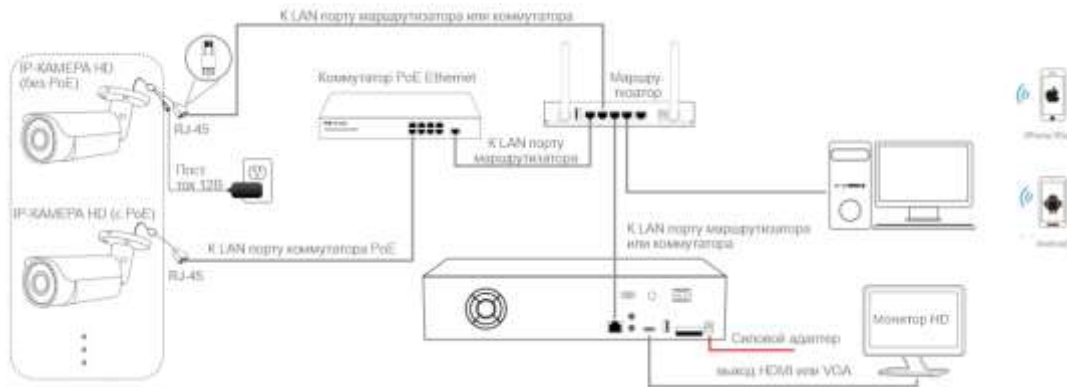 К LAN порту маршрутизатора или коммутатора
IP-КАМЕРА HD
(без PoE)
Коммутатор PoE Ethernet
Маршру-
тизатор
RJ-45
К LAN порту
маршрутизатора
Пост
ток 12В
IP-КАМЕРА HD (с PoE)
К LAN порту коммутатора PoE
RJ-45
К LAN порту маршрутизатора
или коммутатора
Монитор HD
Силовой адаптер
выход HDMI или VGA
iPhone
Android